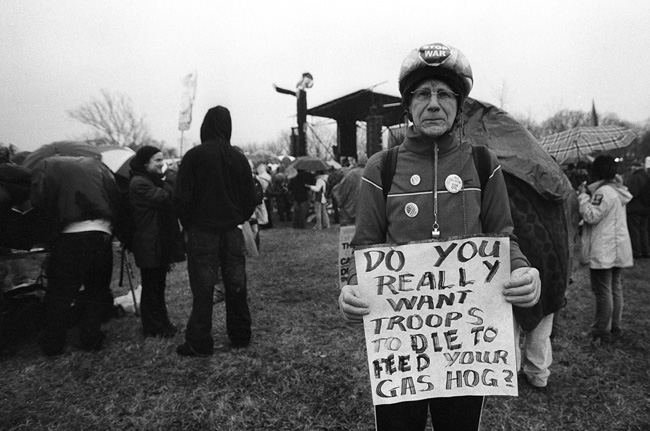 STOP
WAR
DO YOU
REALLY
WANT
TROOPS
TO DIE TO
FEED YOUR
GAS HOG?